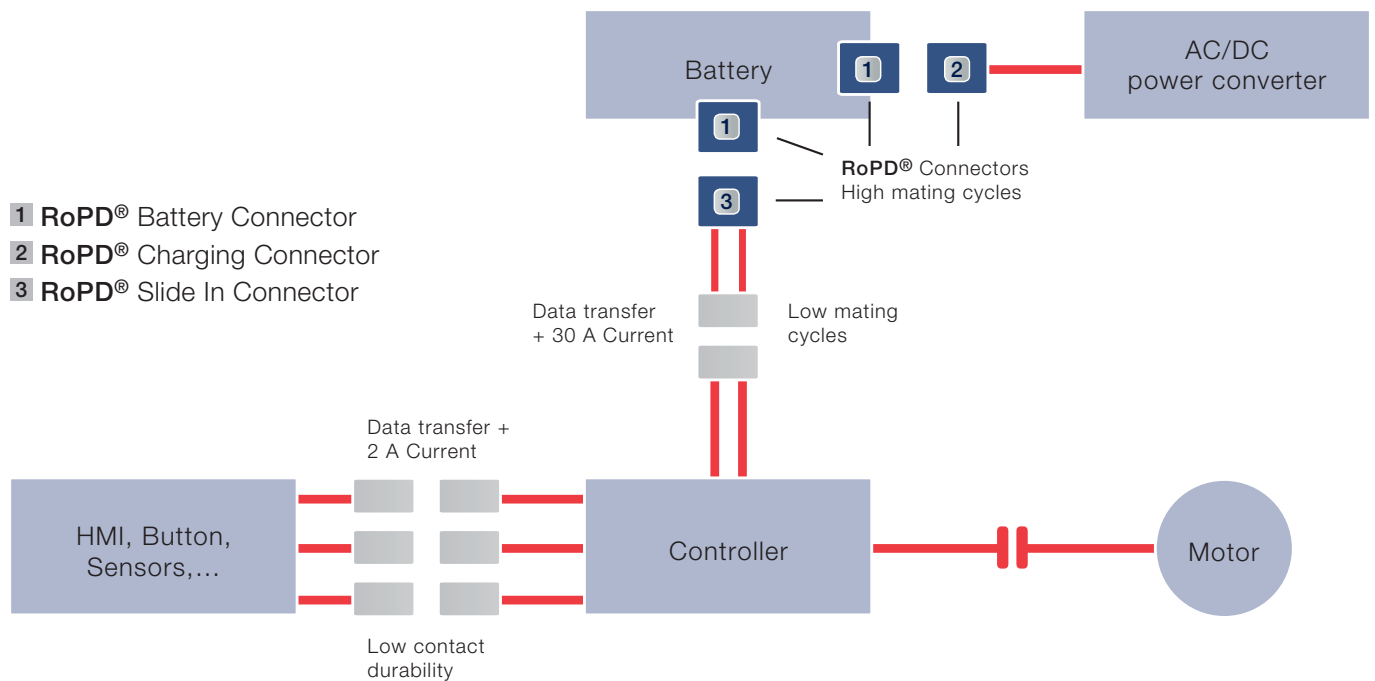 Battery
1
2
AC/DC
power converter
1
RoPD® Connectors
High mating cycles
3
1 RoPD® Battery Connector
2 RoPD® Charging Connector
3 RoPD® Slide In Connector
Data transfer
+ 30 A Current
Low mating
cycles
Data transfer +
2 A Current
HMI, Button,
Sensors,...
Controller
Motor
Low contact
durability